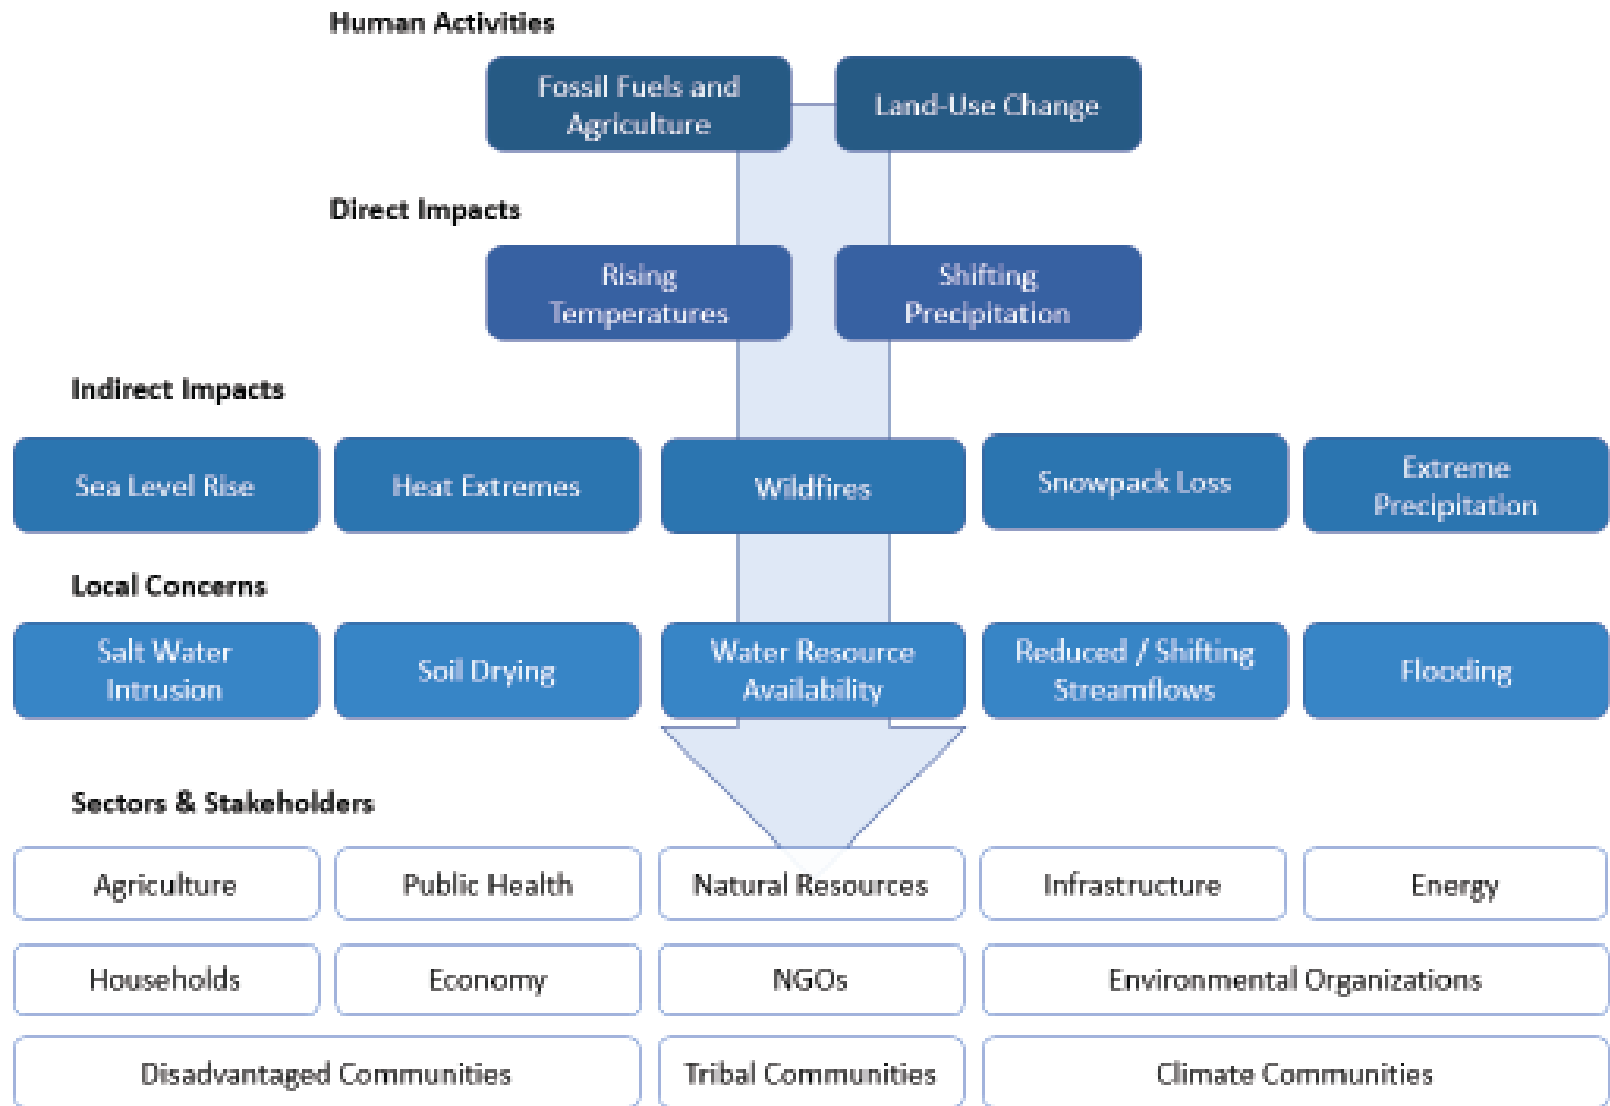 Human Activities
Fossil Fuels and
Agriculture
Land-Use Change
Direct Impacts
Rising
Temperatures
Shifting
Precipitation
Indirect Impacts
Sea Level Rise
Heat Extremes
Wildfires
Snowpack Loss
Extreme
Precipitation
Local Concerns
Salt Water
Intrusion
Soil Drying
Water Resource
Availability
Reduced / Shifting
Streamflows
Flooding
Sectors & Stakeholders
Agriculture
Public Health
Natural Resources
Infrastructure
Energy
Households
Economy
NGOs
Environmental Organizations
Disadvantaged Communities
Tribal Communities
Climate Communities